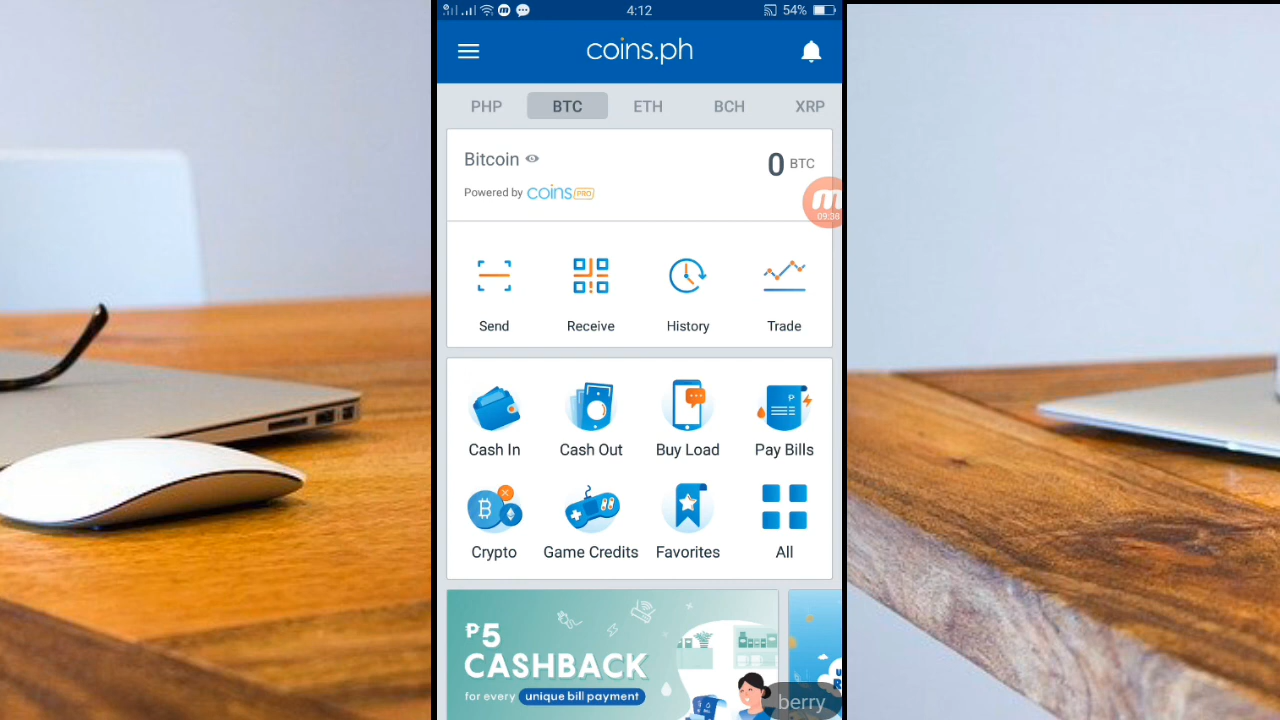 4:12
54%
coins.ph
PHP BTC ETH BCH XRP
Bitcoin
0 BTC
Powered by coins PRO
m
09:38
Send Receive History Trade
Cash In Cash Out Buy Load Pay Bills
Crypto Game Credits Favorites All
₱5
CASHBACK
for every unique bill payment
berry